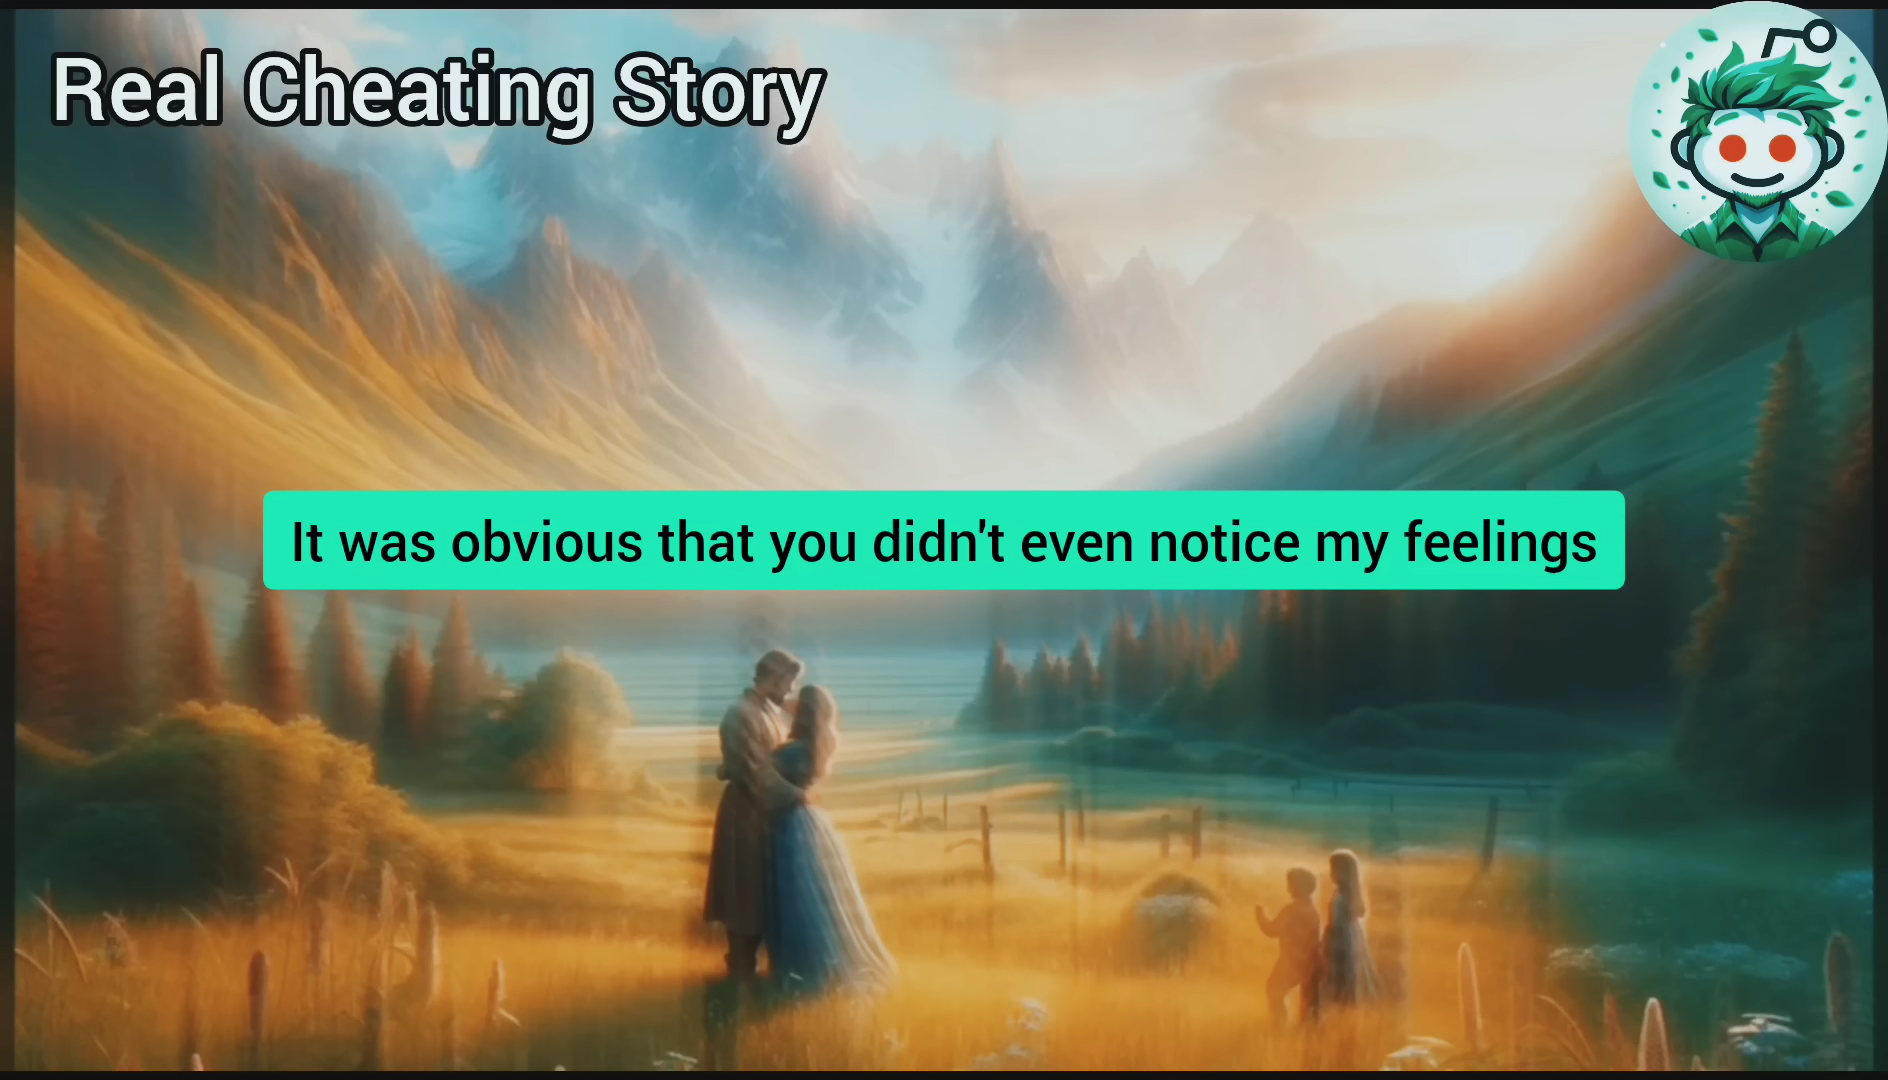 Real Cheating Story
It was obvious that you didn't even notice my feelings